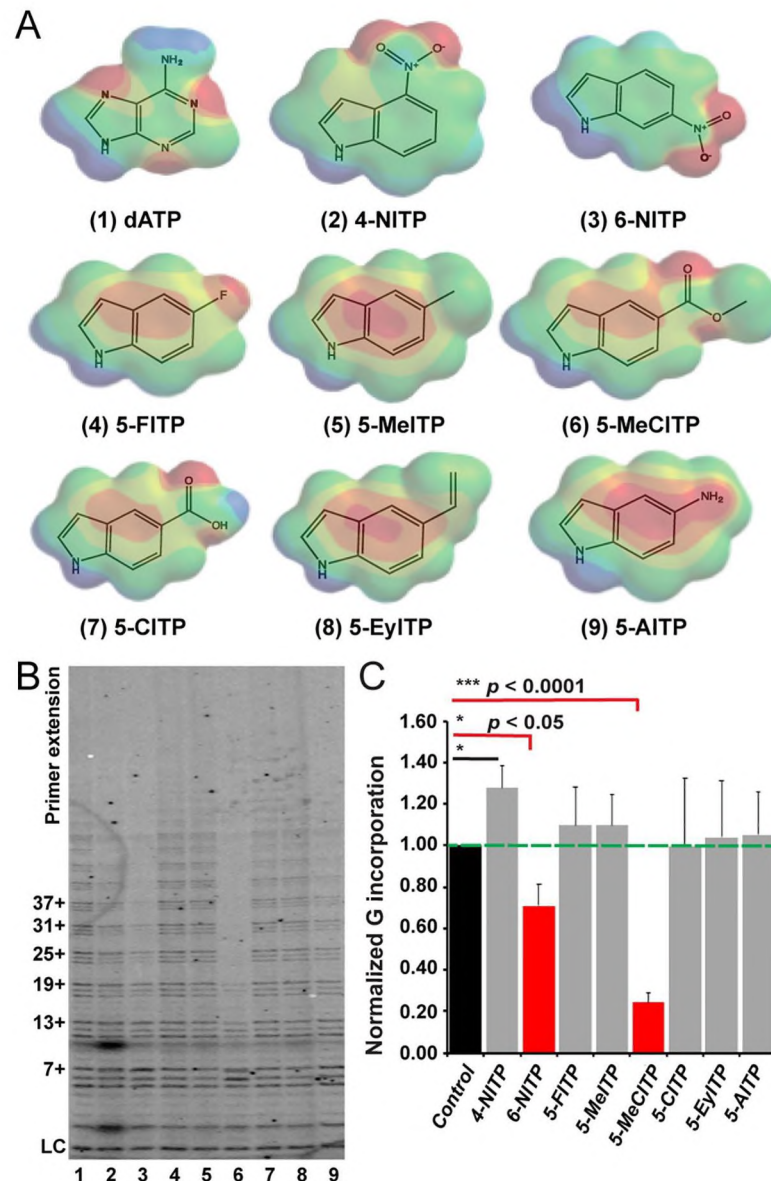 A
NH₂
N
N
N
H
N
O
N⁺
O⁻
N
H
N
H
N⁺
O
O⁻
(1) dATP
(2) 4-NITP
(3) 6-NITP
F
N
H
N
H
O
O
N
H
(4) 5-FITP
(5) 5-MeITP
(6) 5-MeCITP
O
OH
N
H
N
H
NH₂
N
H
(7) 5-CITP
(8) 5-EyITP
(9) 5-AITP
B
Primer extension
37+
31+
25+
19+
13+
7+
LC
1 2 3 4 5 6 7 8 9
C
*** p < 0.0001
* p < 0.05
*
Normalized G incorporation
1.60
1.40
1.20
1.00
0.80
0.60
0.40
0.20
0.00
Control
4-NITP
6-NITP
5-FITP
5-MeITP
5-MeCITP
5-CITP
5-EyITP
5-AITP